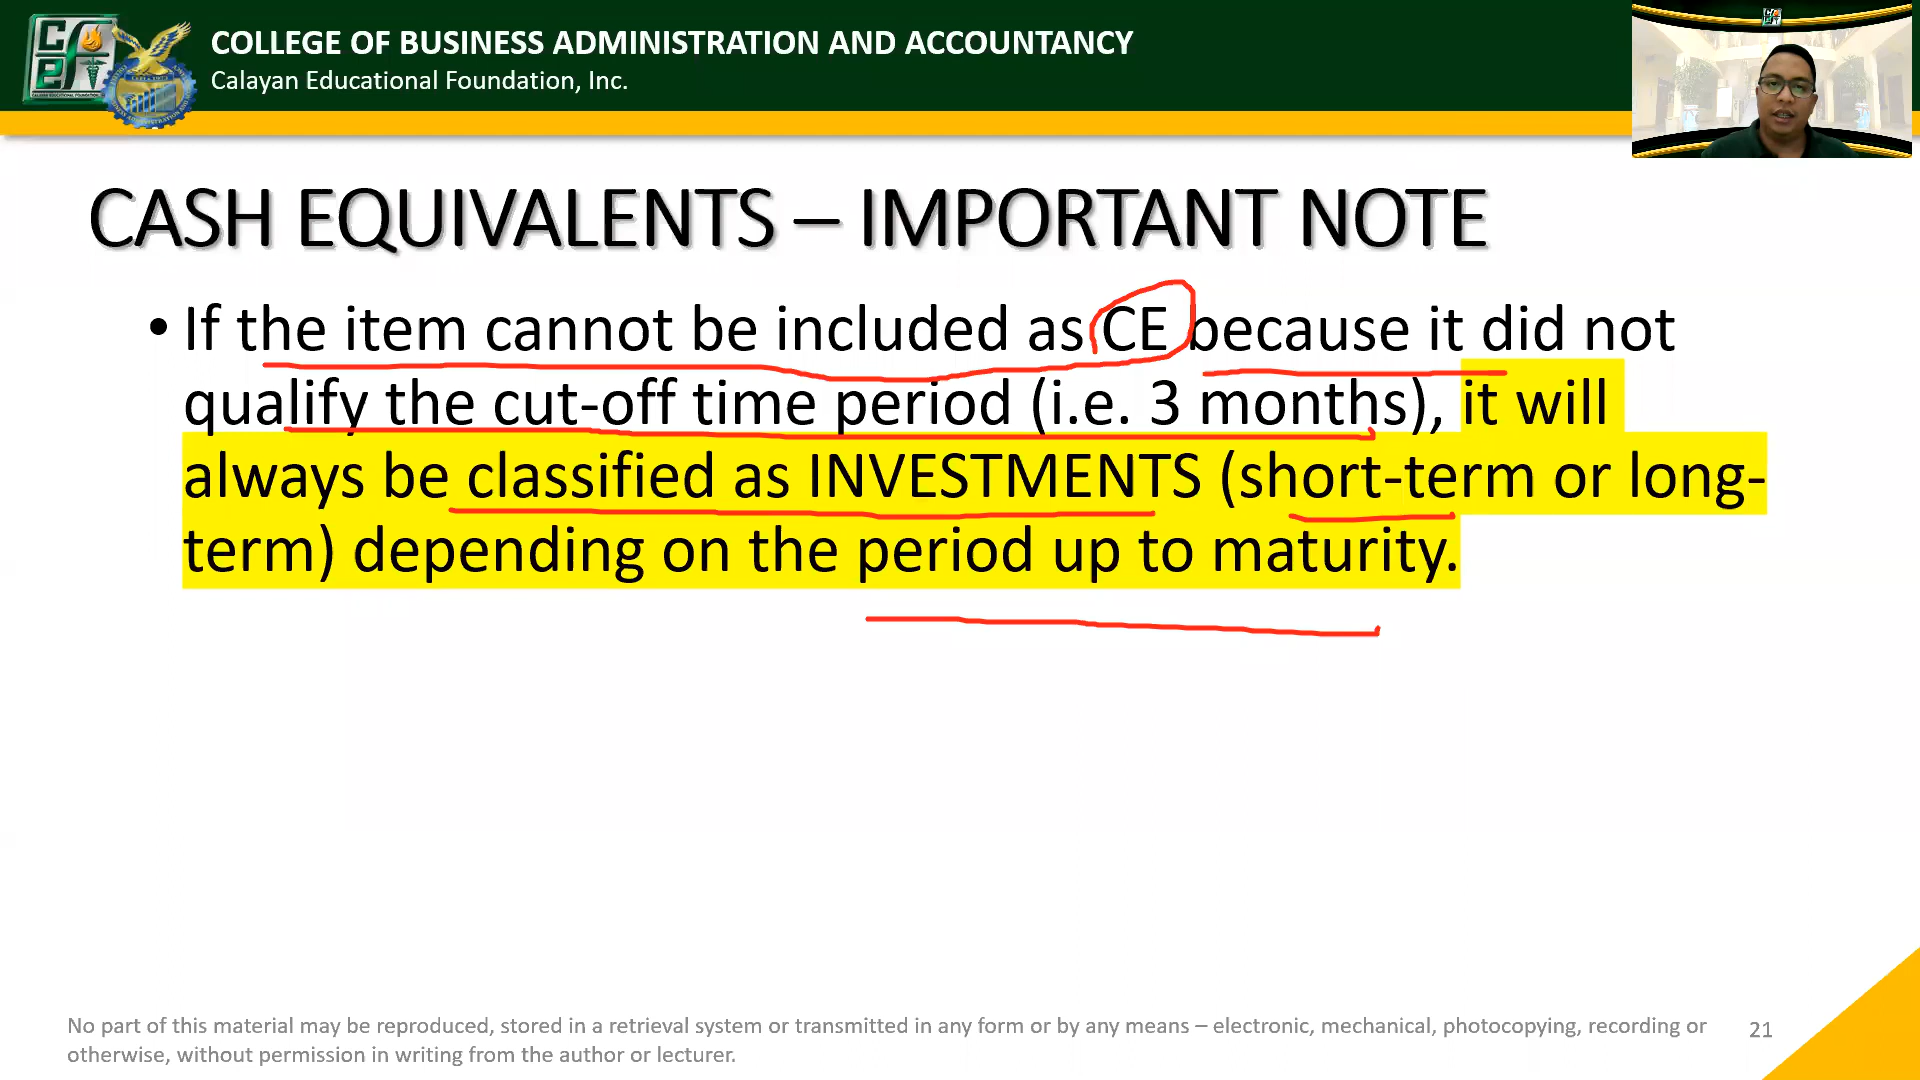 COLLEGE OF BUSINESS ADMINISTRATION AND ACCOUNTANCY
Calayan Educational Foundation, Inc.
CASH EQUIVALENTS – IMPORTANT NOTE
• If the item cannot be included as CE because it did not
qualify the cut-off time period (i.e. 3 months), it will
always be classified as INVESTMENTS (short-term or long-
term) depending on the period up to maturity.
No part of this material may be reproduced, stored in a retrieval system or transmitted in any form or by any means – electronic, mechanical, photocopying, recording or
otherwise, without permission in writing from the author or lecturer.
21